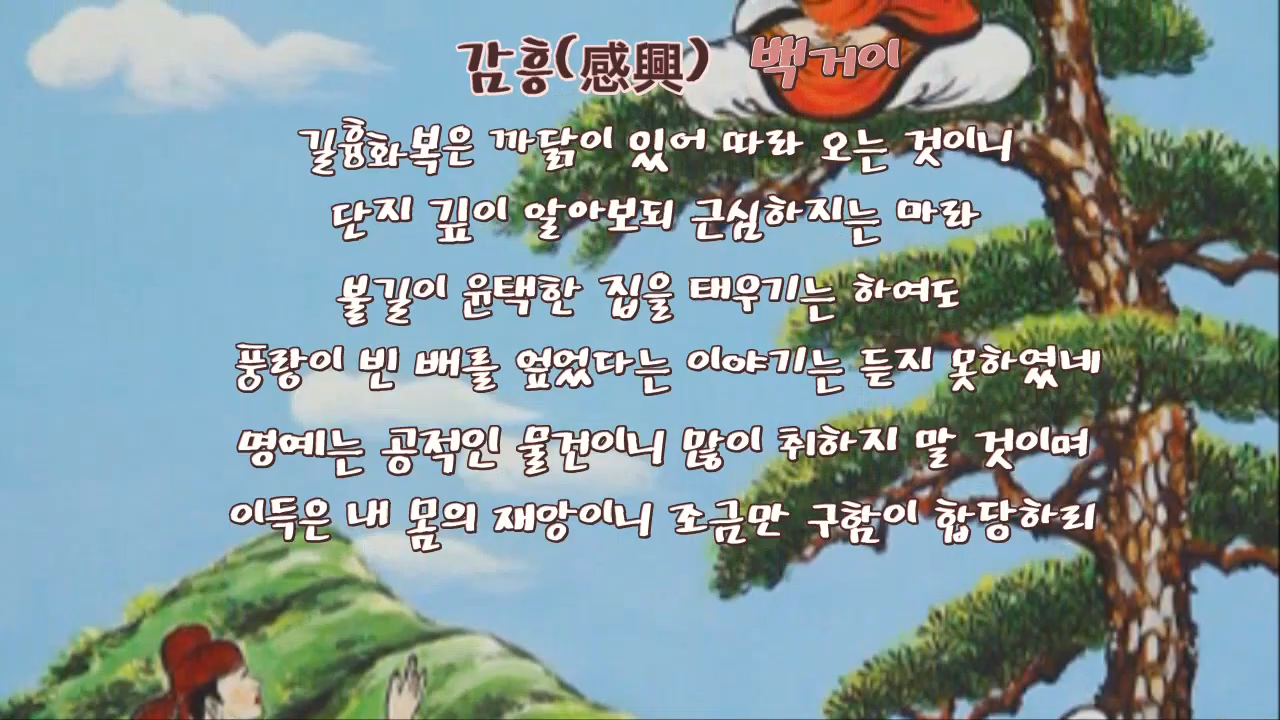 감흥(感興) 백거이
길흉화복은 까닭이 있어 따라 오는 것이니
단지 깊이 알아보되 근심하지는 마라
불길이 윤택한 집을 태우기는 하여도
풍랑이 빈 배를 엎었다는 이야기는 듣지 못하였네
명예는 공적인 물건이니 많이 취하지 말 것이며
이득은 내 몸의 재앙이니 조금만 구함이 합당하리